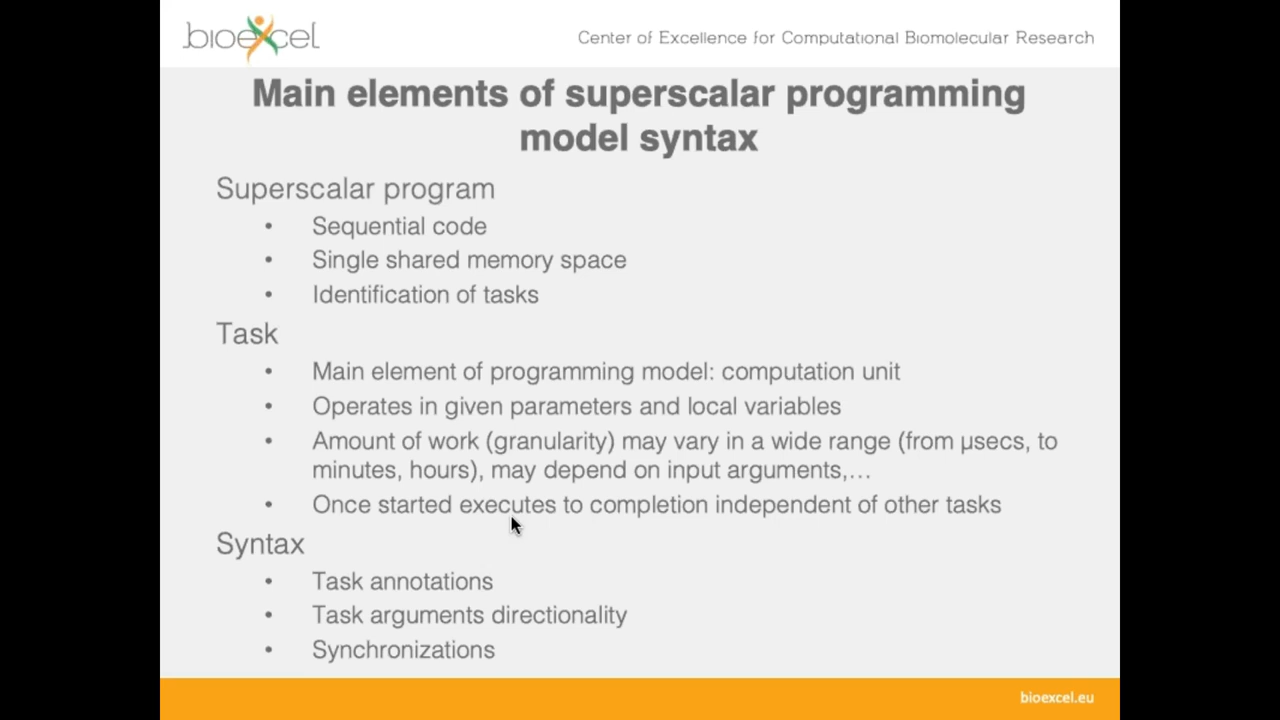 bioexcel
Center of Excellence for Computational Biomolecular Research
Main elements of superscalar programming
model syntax
Superscalar program
• Sequential code
• Single shared memory space
• Identification of tasks
Task
• Main element of programming model: computation unit
• Operates in given parameters and local variables
• Amount of work (granularity) may vary in a wide range (from µsecs, to
minutes, hours), may depend on input arguments,…
• Once started executes to completion independent of other tasks
Syntax
• Task annotations
• Task arguments directionality
• Synchronizations
bioexcel.eu